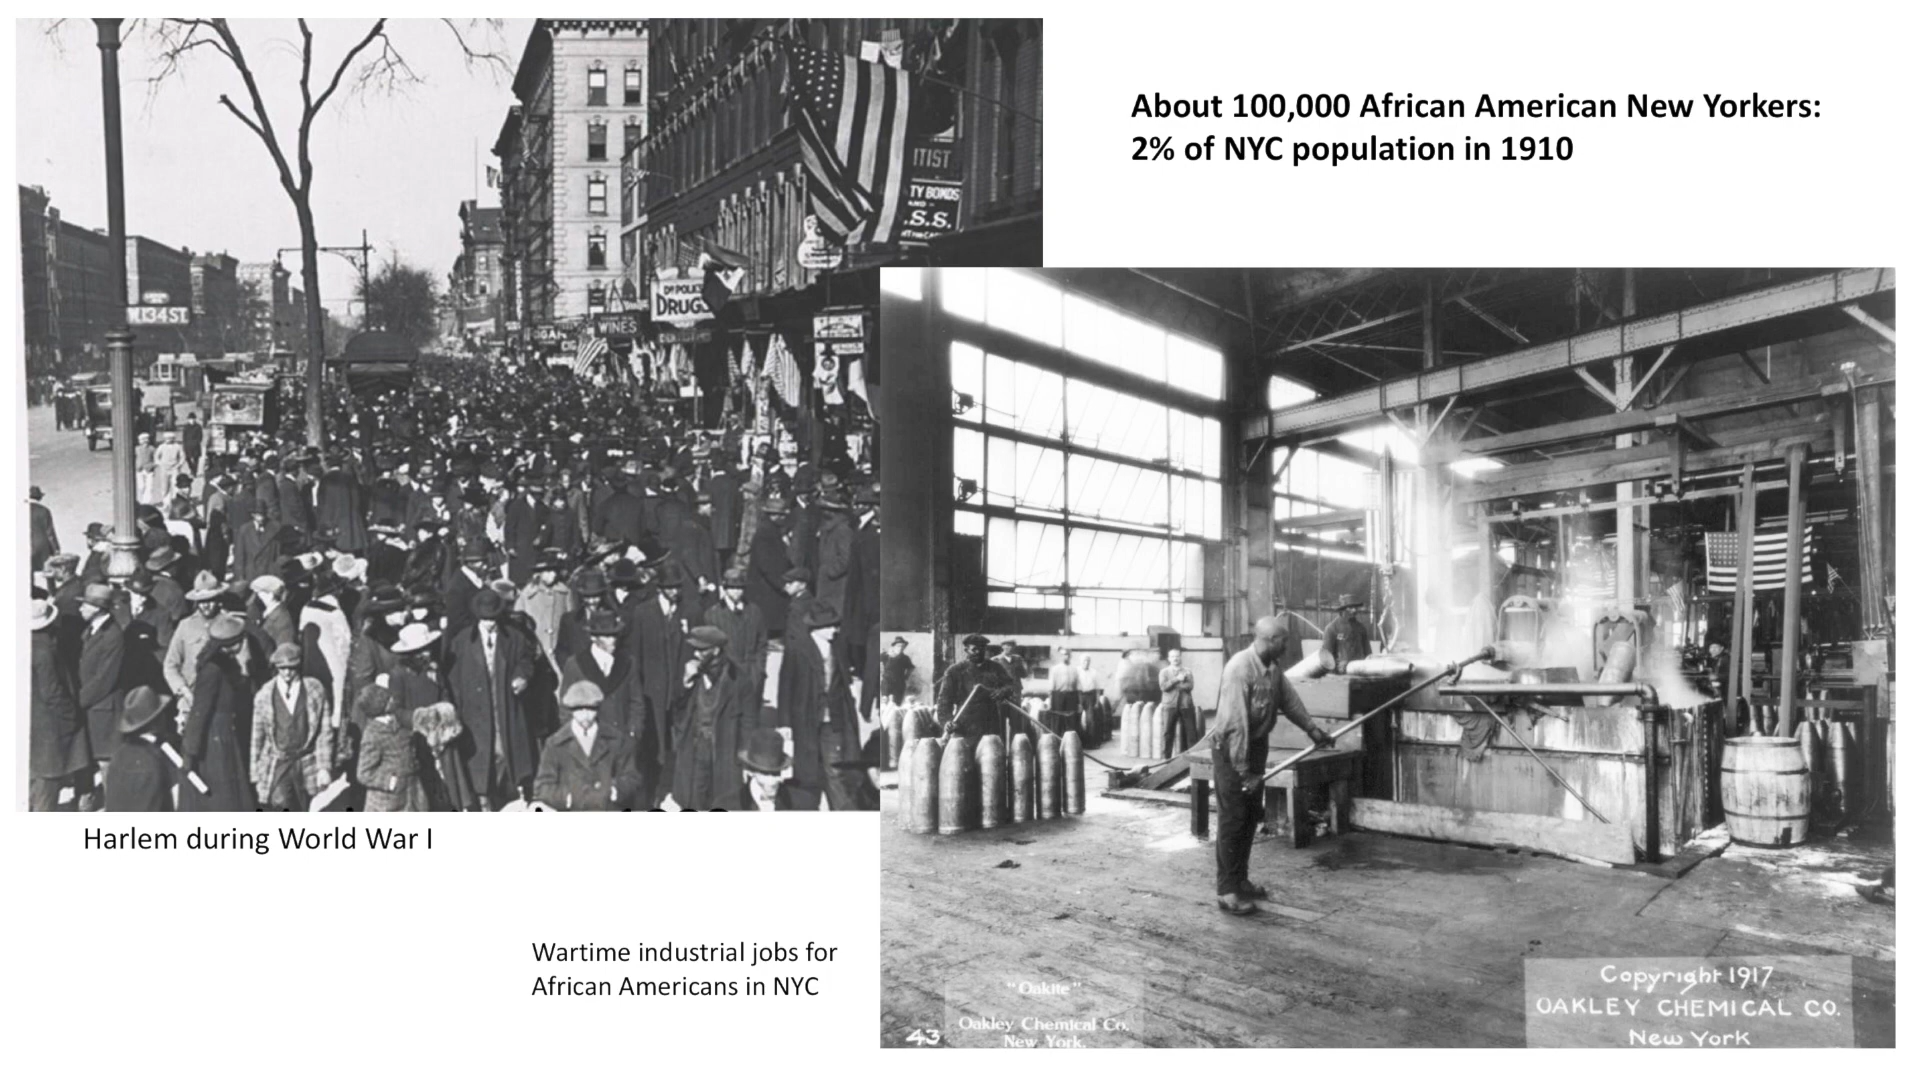 About 100,000 African American New Yorkers:
2% of NYC population in 1910
ITIST
TY BONDS
AND
.S.S.
W.134 ST.
DRUGS
WINES
Harlem during World War I
Wartime industrial jobs for
African Americans in NYC
"Oakite"
Oakley Chemical Co.
New York.
43
Copyright 1917
OAKLEY CHEMICAL CO.
New York